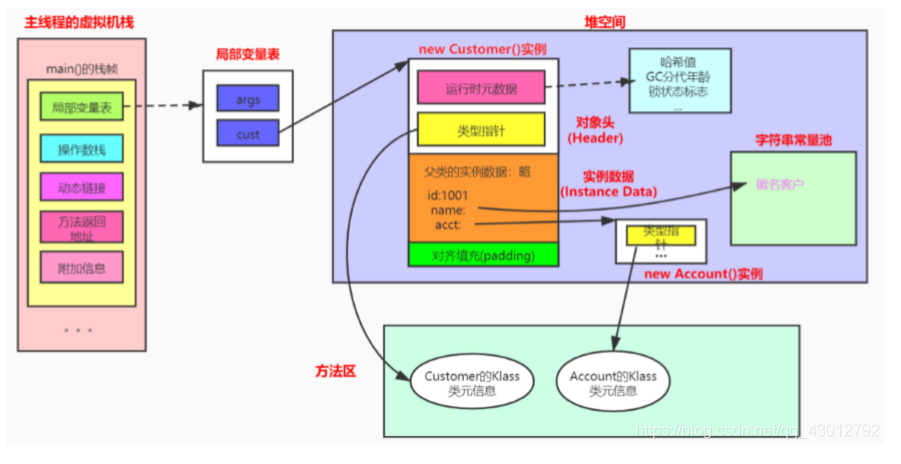 主线程的虚拟机栈
main()的栈帧
局部变量表
操作数栈
动态链接
方法返回
地址
附加信息
...
局部变量表
args
cust
堆空间
new Customer()实例
运行时元数据
类型指针
对象头
(Header)
哈希值
GC分代年龄
锁状态标志
...
父类的实例数据：略
id:1001
name:
acct:
实例数据
(Instance Data)
对齐填充(padding)
字符串常量池
匿名客户
类型指
针
...
new Account()实例
方法区
Customer的Klass
类元信息
Account的Klass
类元信息
https://blog.csdn.net/qq_43012792